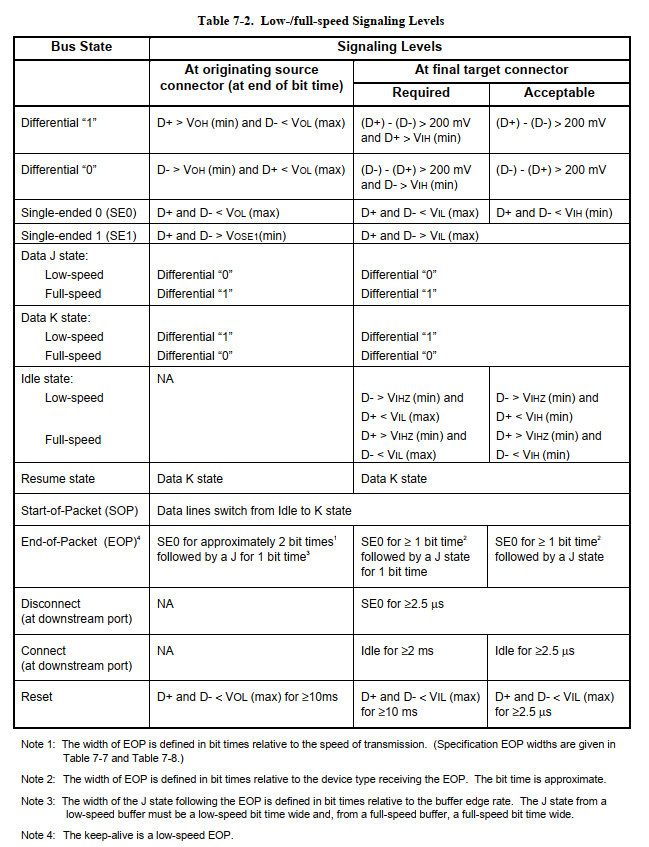 Table 7-2. Low-/full-speed Signaling Levels
Bus State
Signaling Levels
At originating source
connector (at end of bit time)
At final target connector
Required
Acceptable
Differential “1”
D+ > VOH (min) and D- < VOL (max)
(D+) - (D-) > 200 mV
and D+ > VIH (min)
(D+) - (D-) > 200 mV
Differential “0”
D- > VOH (min) and D+ < VOL (max)
(D-) - (D+) > 200 mV
and D- > VIH (min)
(D-) - (D+) > 200 mV
Single-ended 0 (SE0)
D+ and D- < VOL (max)
D+ and D- < VIL (max)
D+ and D- < VIH (min)
Single-ended 1 (SE1)
D+ and D- > VOSE1(min)
D+ and D- > VIL (max)
Data J state:
Low-speed
Differential “0”
Differential “0”
Full-speed
Differential “1”
Differential “1”
Data K state:
Low-speed
Differential “1”
Differential “1”
Full-speed
Differential “0”
Differential “0”
Idle state:
NA
Low-speed
D- > VIHZ (min) and
D+ < VIL (max)
D- > VIHZ (min) and
D+ < VIH (min)
Full-speed
D+ > VIHZ (min) and
D- < VIL (max)
D+ > VIHZ (min) and
D- < VIH (min)
Resume state
Data K state
Data K state
Start-of-Packet (SOP)
Data lines switch from Idle to K state
End-of-Packet (EOP)⁴
SE0 for approximately 2 bit times¹
followed by a J for 1 bit time³
SE0 for ≥ 1 bit time²
followed by a J state
for 1 bit time
SE0 for ≥ 1 bit time²
followed by a J state
Disconnect
(at downstream port)
NA
SE0 for ≥2.5 µs
Connect
(at downstream port)
NA
Idle for ≥2 ms
Idle for ≥2.5 µs
Reset
D+ and D- < VOL (max) for ≥10ms
D+ and D- < VIL (max)
for ≥10 ms
D+ and D- < VIL (max)
for ≥2.5 µs
Note 1: The width of EOP is defined in bit times relative to the speed of transmission. (Specification EOP widths are given in
Table 7-7 and Table 7-8.)
Note 2: The width of EOP is defined in bit times relative to the device type receiving the EOP. The bit time is approximate.
Note 3: The width of the J state following the EOP is defined in bit times relative to the buffer edge rate. The J state from a
low-speed buffer must be a low-speed bit time wide and, from a full-speed buffer, a full-speed bit time wide.
Note 4: The keep-alive is a low-speed EOP.